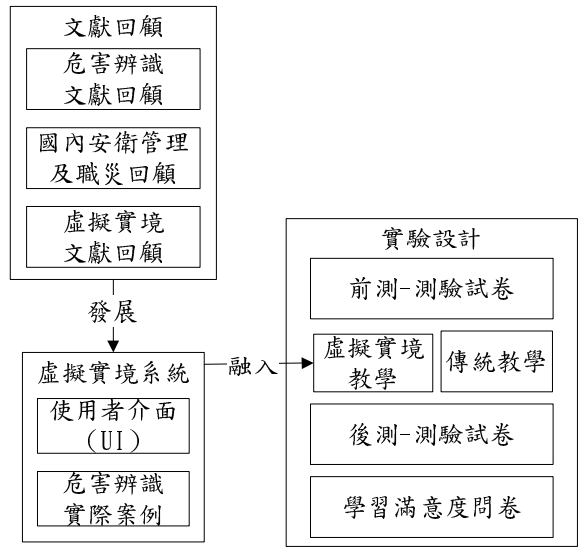 文獻回顧
危害辨識
文獻回顧
國內安衛管理
及職災回顧
虛擬實境
文獻回顧
發展
虛擬實境系統
使用者介面
(UI)
危害辨識
實際案例
融入
實驗設計
前測-測驗試卷
虛擬實境
教學
傳統教學
後測-測驗試卷
學習滿意度問卷